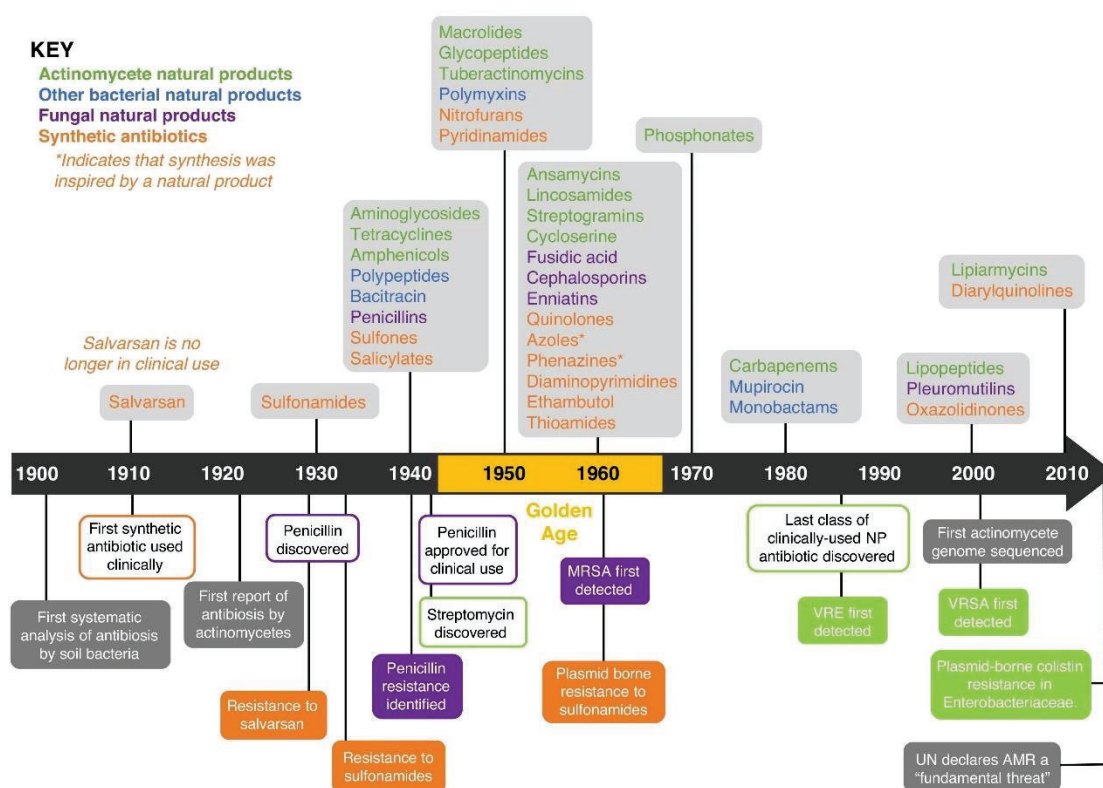 KEY
Actinomycete natural products
Other bacterial natural products
Fungal natural products
Synthetic antibiotics
*Indicates that synthesis was
inspired by a natural product
Salvarsan is no
longer in clinical use
Salvarsan
Sulfonamides
Aminoglycosides
Tetracyclines
Amphenicols
Polypeptides
Bacitracin
Penicillins
Sulfones
Salicylates
Macrolides
Glycopeptides
Tuberactinomycins
Polymyxins
Nitrofurans
Pyridinamides
Ansamycins
Lincosamides
Streptogramins
Cycloserine
Fusidic acid
Cephalosporins
Enniatins
Quinolones
Azoles*
Phenazines*
Diaminopyrimidines
Ethambutol
Thioamides
Phosphonates
Carbapenems
Mupirocin
Monobactams
Lipopeptides
Pleuromutilins
Oxazolidinones
Lipiarmycins
Diarylquinolines
1900 1910 1920 1930 1940 1950 1960 1970 1980 1990 2000 2010
Golden
Age
First systematic
analysis of antibiosis
by soil bacteria
First synthetic
antibiotic used
clinically
First report of
antibiosis by
actinomycetes
Penicillin
discovered
Resistance to
salvarsan
Resistance to
sulfonamides
Penicillin
resistance
identified
Penicillin
approved for
clinical use
Streptomycin
discovered
MRSA first
detected
Plasmid borne
resistance to
sulfonamides
Last class of
clinically-used NP
antibiotic discovered
VRE first
detected
First actinomycete
genome sequenced
VRSA first
detected
Plasmid-borne colistin
resistance in
Enterobacteriaceae.
UN declares AMR a
"fundamental threat"